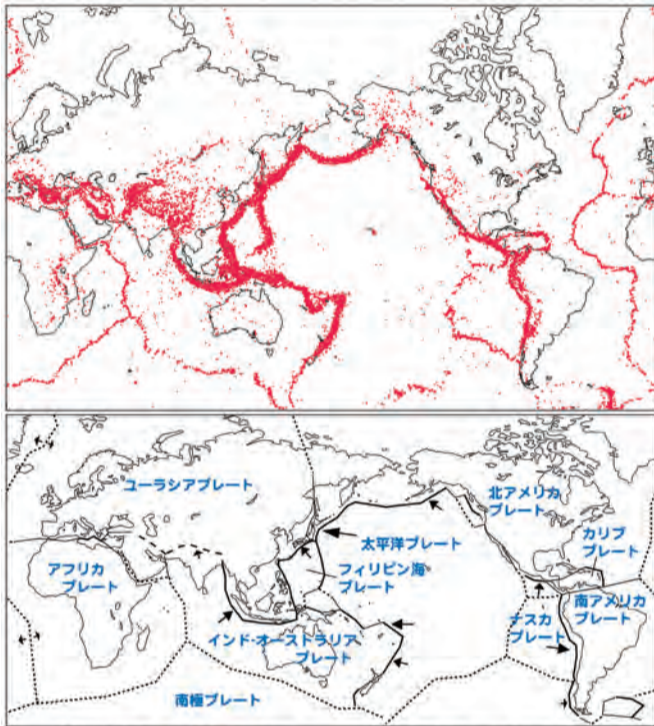 ユーラシアプレート
北アメリカ
プレート
太平洋プレート
カリブ
プレート
アフリカ
プレート
フィリピン海
プレート
南アメリカ
プレート
ナスカ
プレート
インド・オーストラリア
プレート
南極プレート